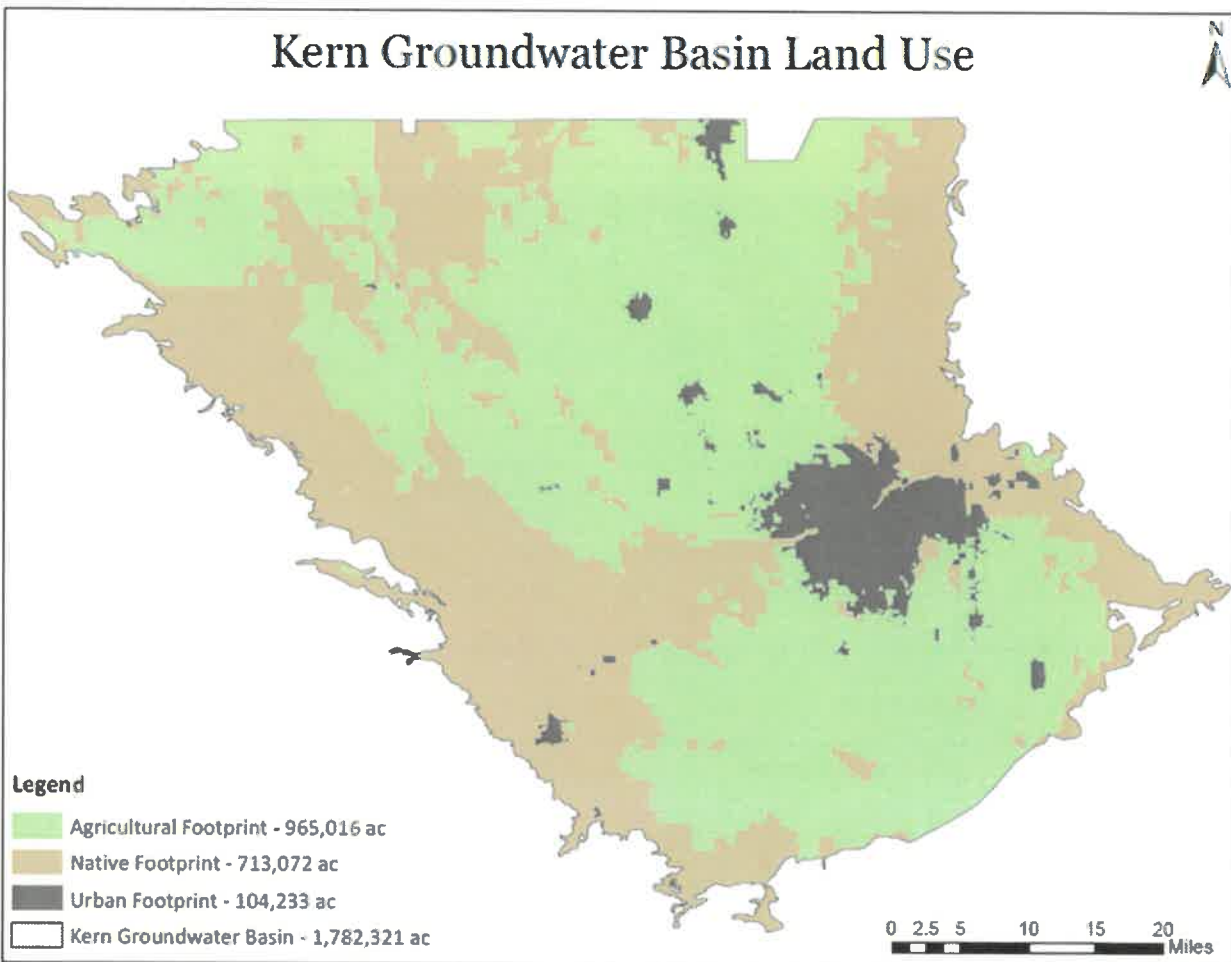 Kern Groundwater Basin Land Use
N
Legend
Agricultural Footprint - 965,016 ac
Native Footprint - 713,072 ac
Urban Footprint - 104,233 ac
Kern Groundwater Basin - 1,782,321 ac
0 2.5 5 10 15 20
Miles